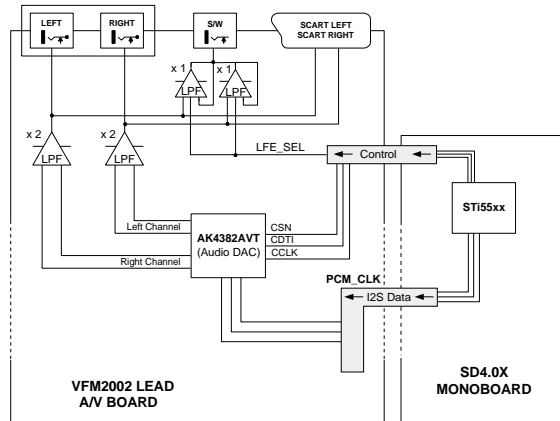 LEFT
RIGHT
S/W
SCART LEFT
SCART RIGHT
x 1
x 1
LPF
LPF
x 2
x 2
LPF
LPF
LFE_SEL
Control
STi55xx
Left Channel
Right Channel
AK4382AVT
(Audio DAC)
CSN
CDTI
CCLK
PCM_CLK
I2S Data
VFM2002 LEAD
A/V BOARD
SD4.0X
MONOBOARD